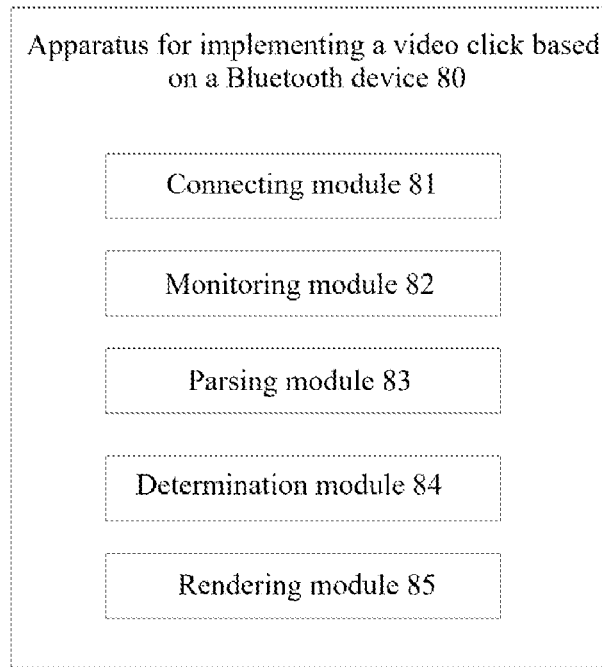 Apparatus for implementing a video click based
on a Bluetooth device 80
Connecting module 81
Monitoring module 82
Parsing module 83
Determination module 84
Rendering module 85